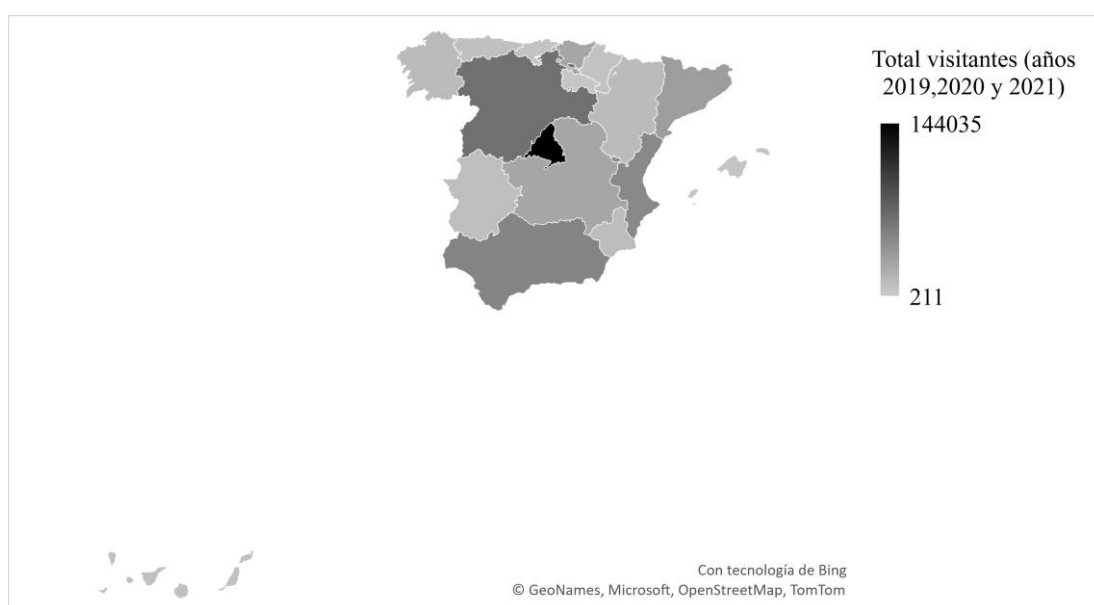 Total visitantes (años
2019,2020 y 2021)
144035
211
Con tecnología de Bing
© GeoNames, Microsoft, OpenStreetMap, TomTom